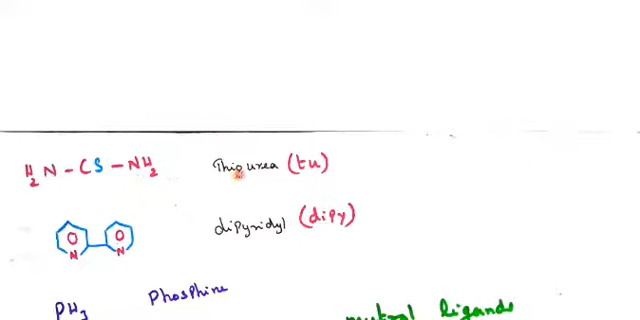 H2N - CS - NH2 Thiourea (tu)
N N dipyridyl (dipy)
PH3 Phosphine
neutral ligands